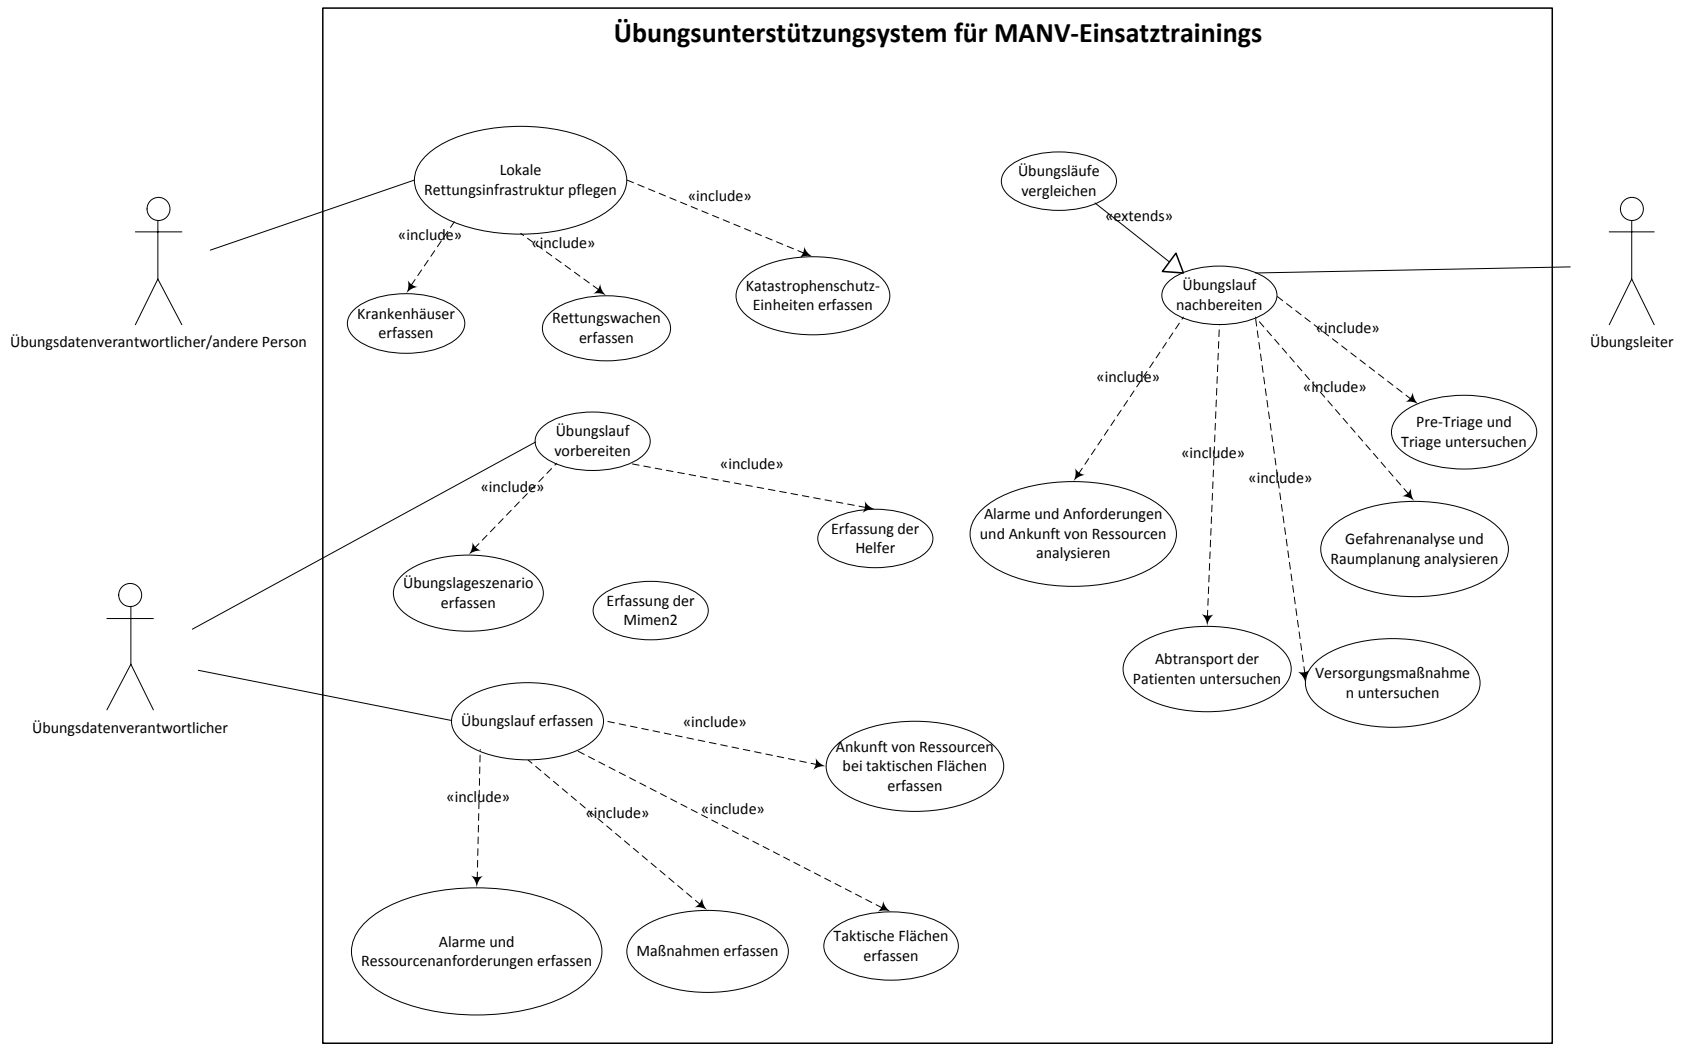 Übungsunterstützungsystem für MANV-Einsatztrainings
Lokale
Rettungsinfrastruktur pflegen
«include»
«include»
«include»
Krankenhäuser
erfassen
Rettungswachen
erfassen
Katastrophenschutz-
Einheiten erfassen
Übungsdatenverantwortlicher/andere Person
Übungsläufe
vergleichen
«extends»
Übungslauf
nachbereiten
Übungsleiter
«include»
«include»
«include»
«include»
«include»
Pre-Triage und
Triage untersuchen
Alarme und Anforderungen
und Ankunft von Ressourcen
analysieren
Gefahrenanalyse und
Raumplanung analysieren
Abtransport der
Patienten untersuchen
Versorgungsmaßnahme
n untersuchen
Übungslauf
vorbereiten
«include»
«include»
Erfassung der
Helfer
Übungslageszenario
erfassen
Erfassung der
Mimen2
Übungsdatenverantwortlicher
Übungslauf erfassen
«include»
«include»
«include»
«include»
Ankunft von Ressourcen
bei taktischen Flächen
erfassen
Alarme und
Ressourcenanforderungen erfassen
Maßnahmen erfassen
Taktische Flächen
erfassen